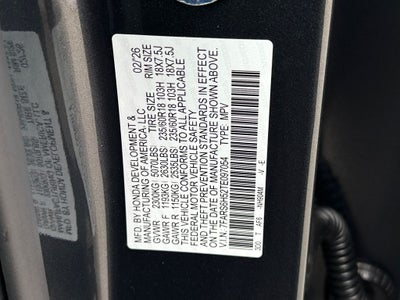 MFD. BY HONDA DEVELOPMENT & 02/26
MANUFACTURING OF AMERICA, LLC
GVWR 2300KG( 5070LBS) TIRE SIZE RIM SIZE
GAWR F 1193KG( 2630LBS) 235/60R18 103H 18X7.5J
GAWR R 1150KG( 2535LBS) 235/60R18 103H 18X7.5J
THIS VEHICLE CONFORMS TO ALL APPLICABLE
FEDERAL MOTOR VEHICLE SAFETY
AND THEFT PREVENTION STANDARDS IN EFFECT
ON THE DATE OF MANUFACTURE SHOWN ABOVE.
V.I.N.: TYPE: MPV
NH904M -V -E